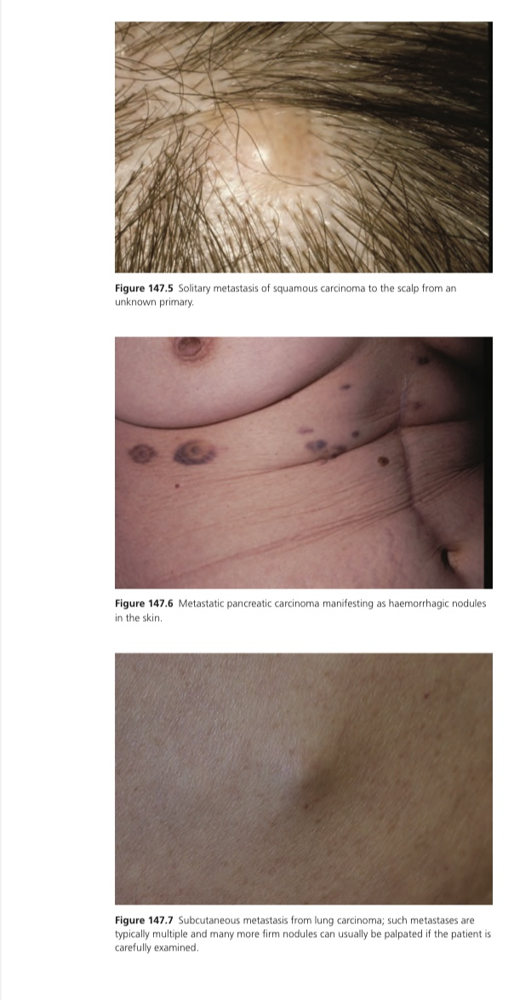 Figure 147.5 Solitary metastasis of squamous carcinoma to the scalp from an
unknown primary.
Figure 147.6 Metastatic pancreatic carcinoma manifesting as haemorrhagic nodules
in the skin.
Figure 147.7 Subcutaneous metastasis from lung carcinoma; such metastases are
typically multiple and many more firm nodules can usually be palpated if the patient is
carefully examined.